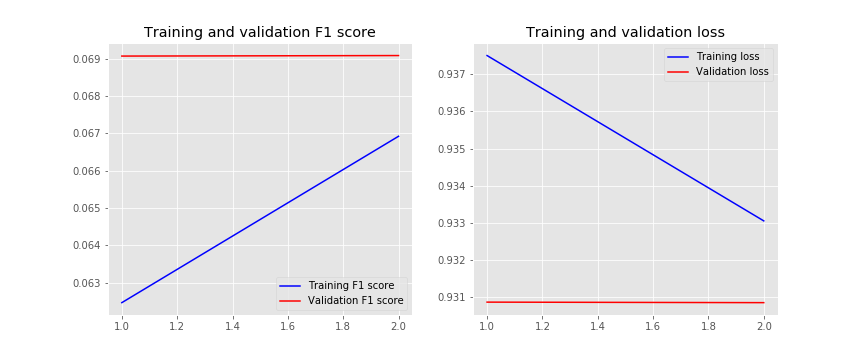 Training and validation F1 score
0.069
0.068
0.067
0.066
0.065
0.064
0.063
1.0 1.2 1.4 1.6 1.8 2.0
Training F1 score
Validation F1 score
Training and validation loss
0.937
0.936
0.935
0.934
0.933
0.932
0.931
1.0 1.2 1.4 1.6 1.8 2.0
Training loss
Validation loss